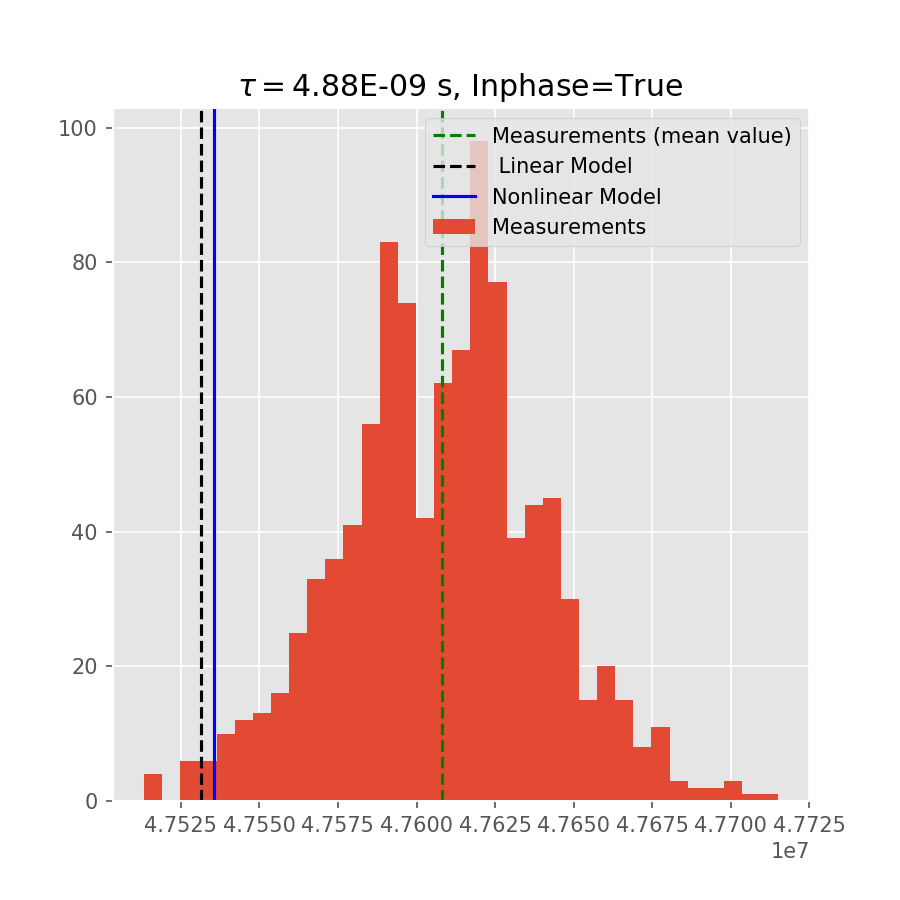 τ = 4.88E-09 s, Inphase=True
Measurements (mean value)
Linear Model
Nonlinear Model
Measurements
100
80
60
40
20
0
4.7525 4.7550 4.7575 4.7600 4.7625 4.7650 4.7675 4.7700 4.7725
1e7